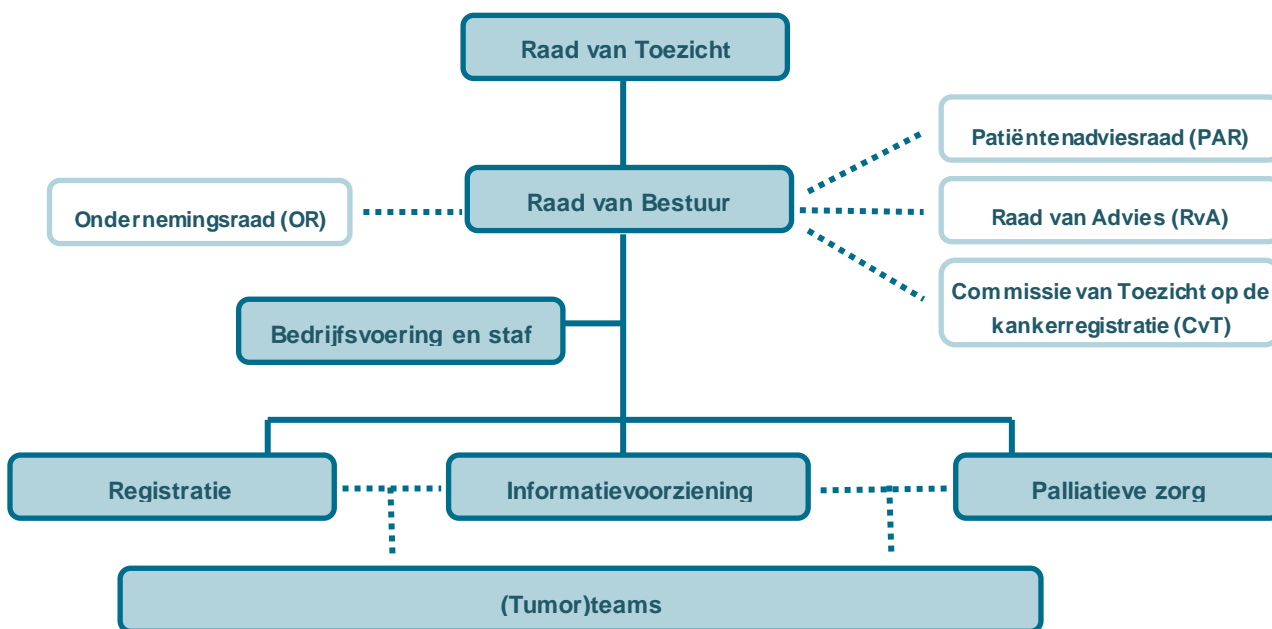 Raad van Toezicht
Patiëntenadviesraad (PAR)
Raad van Bestuur
Ondernemingsraad (OR)
Raad van Advies (RvA)
Commissie van Toezicht op de
kankerregistratie (CvT)
Bedrijfsvoering en staf
Registratie
Informatievoorziening
Palliatieve zorg
(Tumor)teams